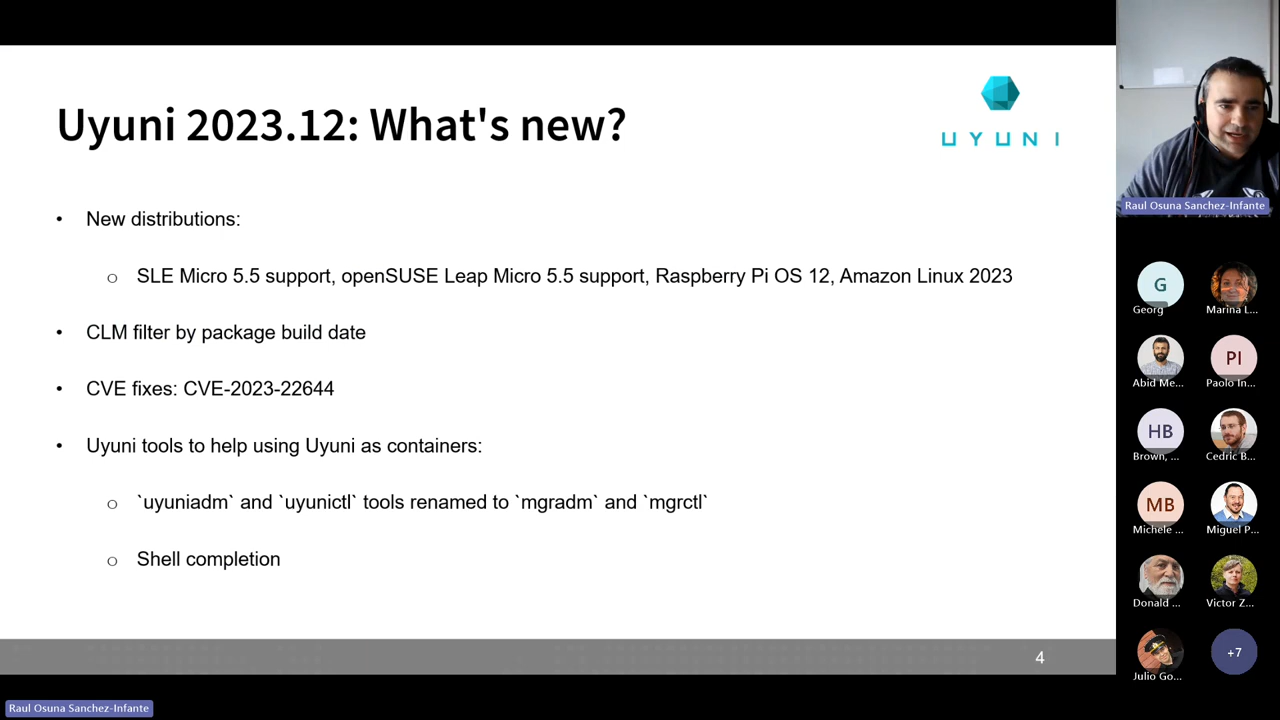 Uyuni 2023.12: What's new?
UYUNI
• New distributions:
o SLE Micro 5.5 support, openSUSE Leap Micro 5.5 support, Raspberry Pi OS 12, Amazon Linux 2023
• CLM filter by package build date
• CVE fixes: CVE-2023-22644
• Uyuni tools to help using Uyuni as containers:
o `uyuniadm` and `uyunictl` tools renamed to `mgradm` and `mgrctl`
o Shell completion
4
Raul Osuna Sanchez-Infante
G
Georg
Marina L...
Abid Me...
PI
Paolo In...
HB
Brown, ...
Cedric B...
MB
Michele ...
Miguel P...
Donald ...
Victor Z...
Julio Go...
+7
Raul Osuna Sanchez-Infante